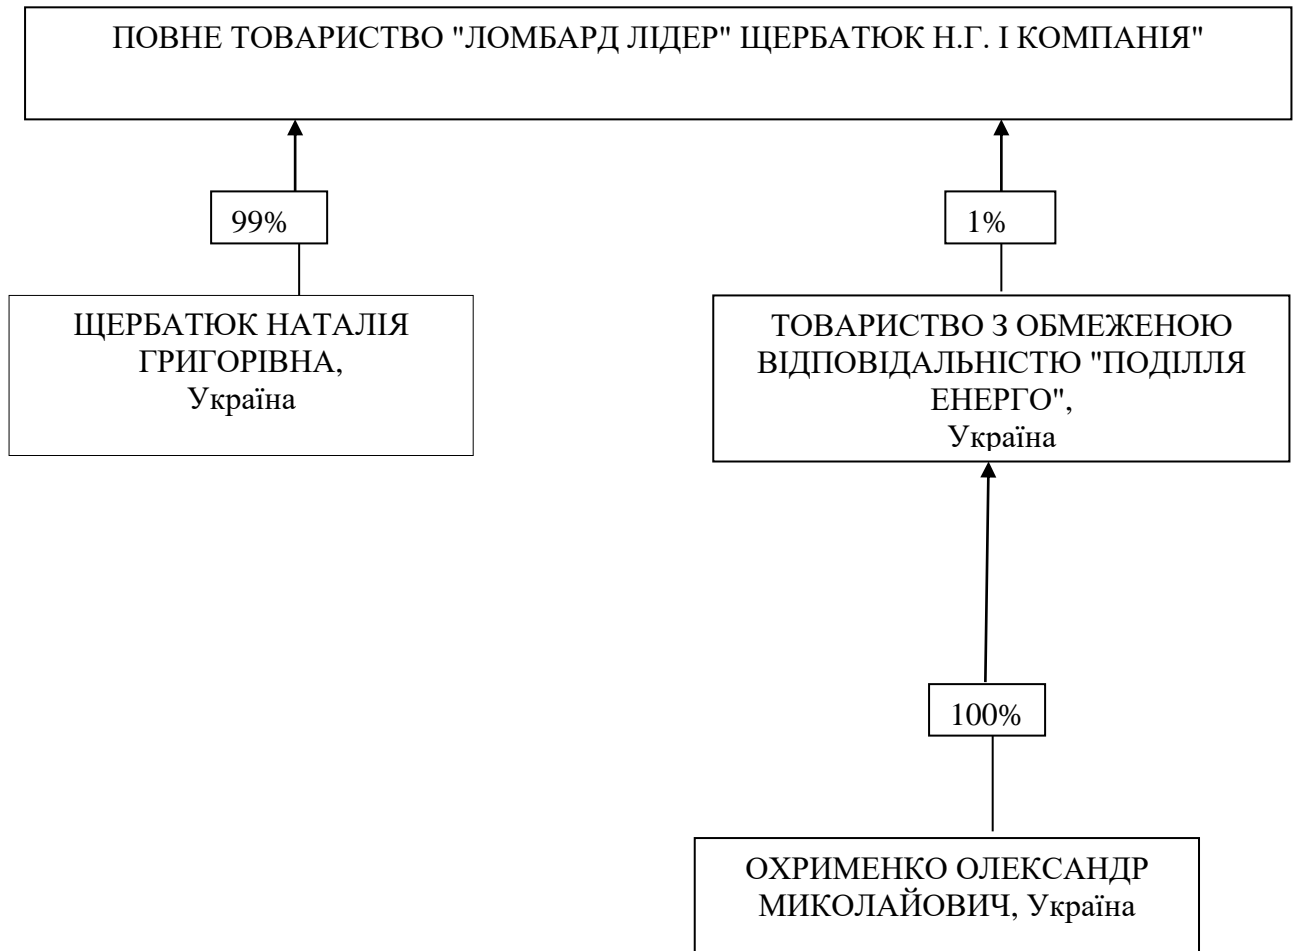 ПОВНЕ ТОВАРИСТВО "ЛОМБАРД ЛІДЕР" ЩЕРБАТЮК Н.Г. І КОМПАНІЯ"
99%
1%
ЩЕРБАТЮК НАТАЛІЯ
ГРИГОРІВНА,
Україна
ТОВАРИСТВО З ОБМЕЖЕНОЮ
ВІДПОВІДАЛЬНІСТЮ "ПОДІЛЛЯ
ЕНЕРГО",
Україна
100%
ОХРИМЕНКО ОЛЕКСАНДР
МИКОЛАЙОВИЧ, Україна